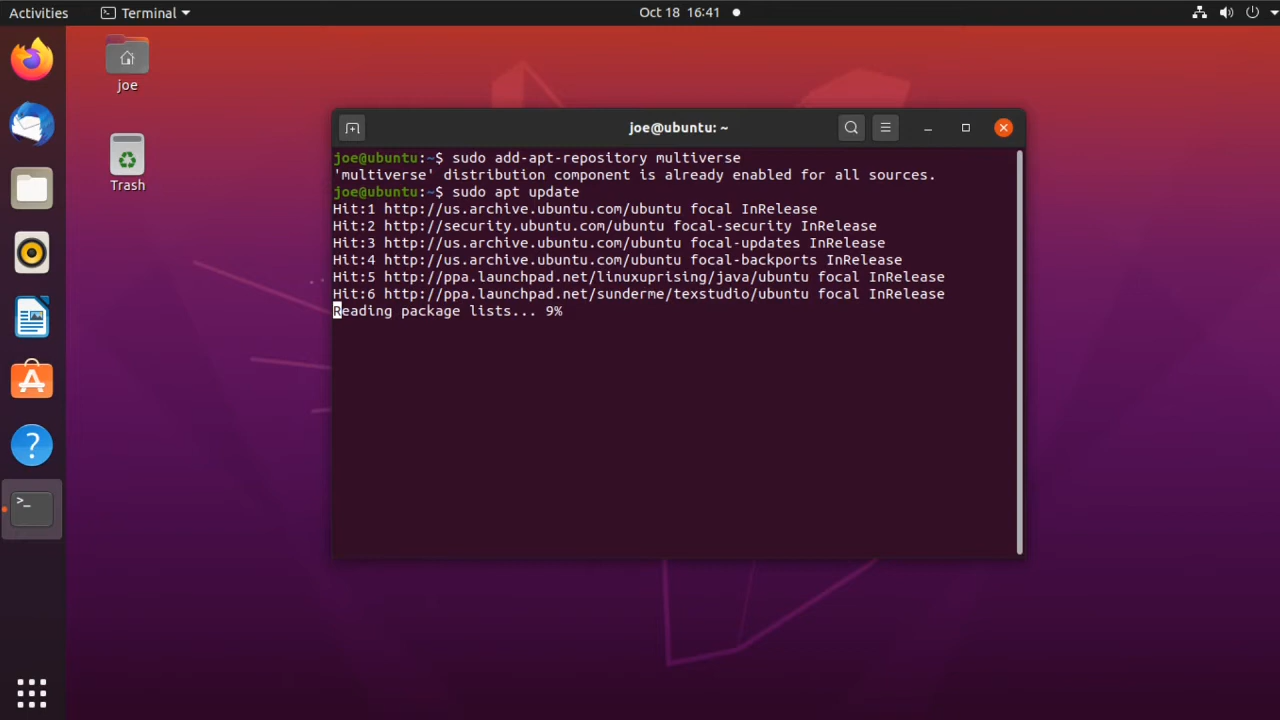 Activities
Terminal
Oct 18 16:41
joe
Trash
joe@ubuntu: ~
joe@ubuntu:~$ sudo add-apt-repository multiverse
'multiverse' distribution component is already enabled for all sources.
joe@ubuntu:~$ sudo apt update
Hit:1 http://us.archive.ubuntu.com/ubuntu focal InRelease
Hit:2 http://security.ubuntu.com/ubuntu focal-security InRelease
Hit:3 http://us.archive.ubuntu.com/ubuntu focal-updates InRelease
Hit:4 http://us.archive.ubuntu.com/ubuntu focal-backports InRelease
Hit:5 http://ppa.launchpad.net/linuxuprising/java/ubuntu focal InRelease
Hit:6 http://ppa.launchpad.net/sunderme/texstudio/ubuntu focal InRelease
Reading package lists... 9%